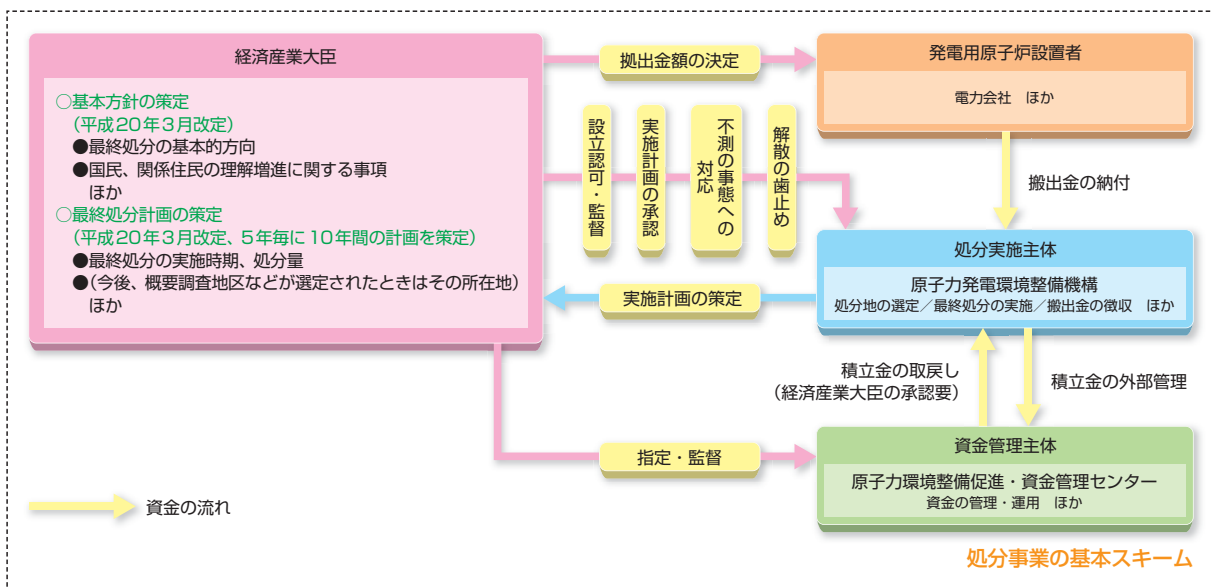 経済産業大臣
○基本方針の策定
(平成20年3月改定)
●最終処分の基本的方向
●国民、関係住民の理解増進に関する事項
ほか
○最終処分計画の策定
(平成20年3月改定、5年毎に10年間の計画を策定)
●最終処分の実施時期、処分量
●(今後、概要調査地区などが選定されたときはその所在地)
ほか
拠出金額の決定
発電用原子炉設置者
電力会社 ほか
設立認可・監督
実施計画の承認
不測の事態への
対応
解散の歯止め
搬出金の納付
処分実施主体
原子力発電環境整備機構
処分地の選定／最終処分の実施／搬出金の徴収 ほか
実施計画の策定
積立金の取戻し
(経済産業大臣の承認要)
積立金の外部管理
指定・監督
資金管理主体
原子力環境整備促進・資金管理センター
資金の管理・運用 ほか
資金の流れ
処分事業の基本スキーム